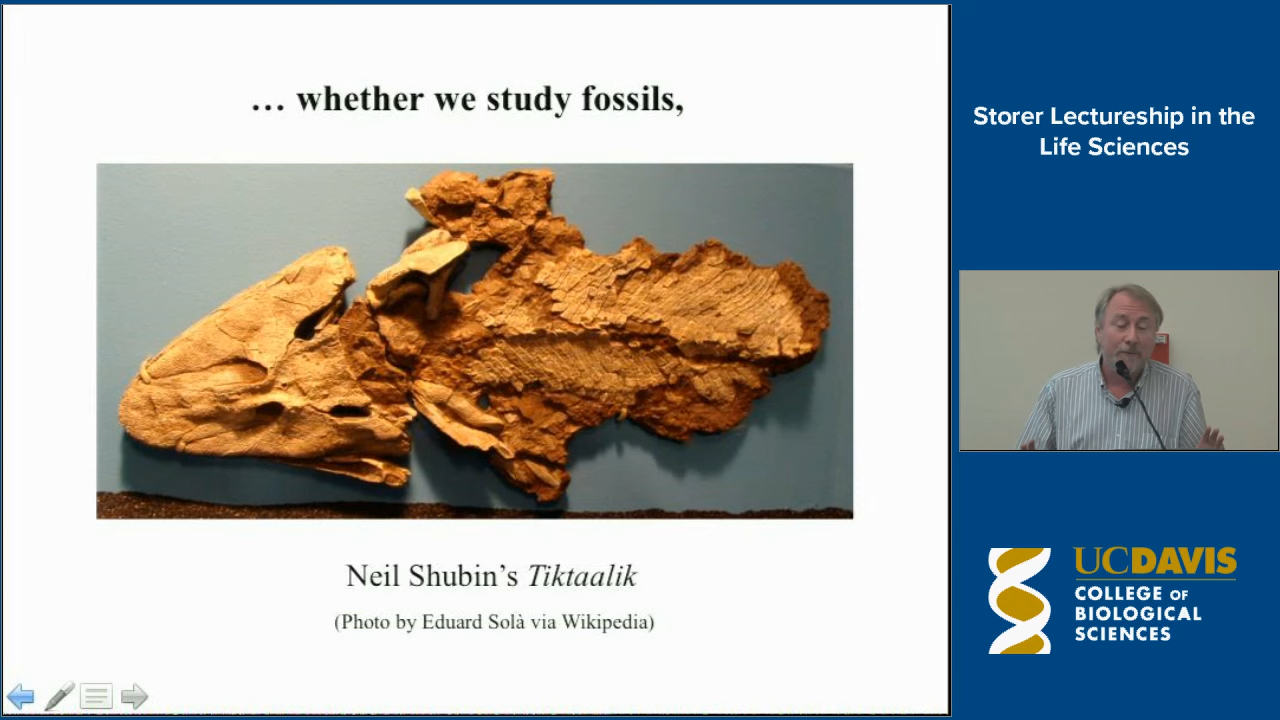 … whether we study fossils,
Neil Shubin’s Tiktaalik
(Photo by Eduard Solà via Wikipedia)
Storer Lectureship in the
Life Sciences
UCDAVIS
COLLEGE OF
BIOLOGICAL
SCIENCES